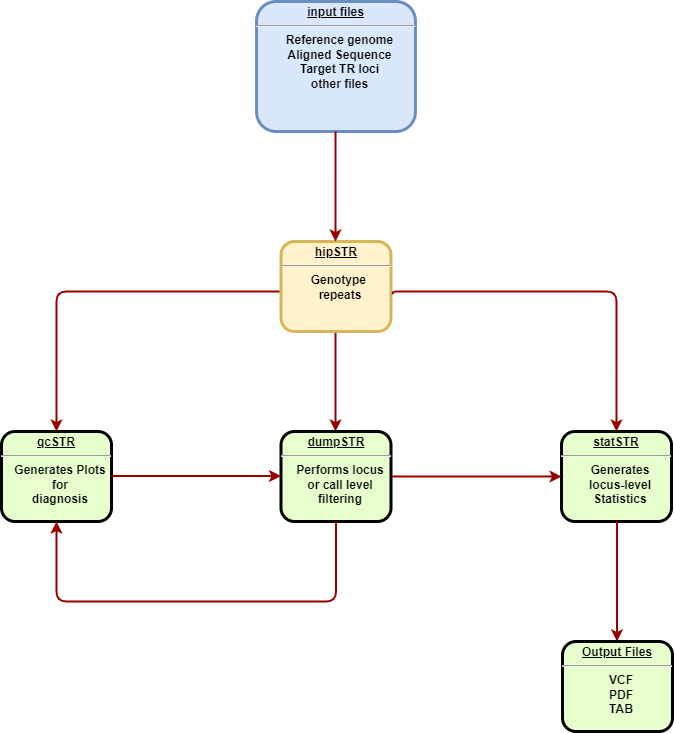 input files
Reference genome
Aligned Sequence
Target TR loci
other files
hipSTR
Genotype
repeats
qcSTR
Generates Plots
for
diagnosis
dumpSTR
Performs locus
or call level
filtering
statSTR
Generates
locus-level
Statistics
Output Files
VCF
PDF
TAB